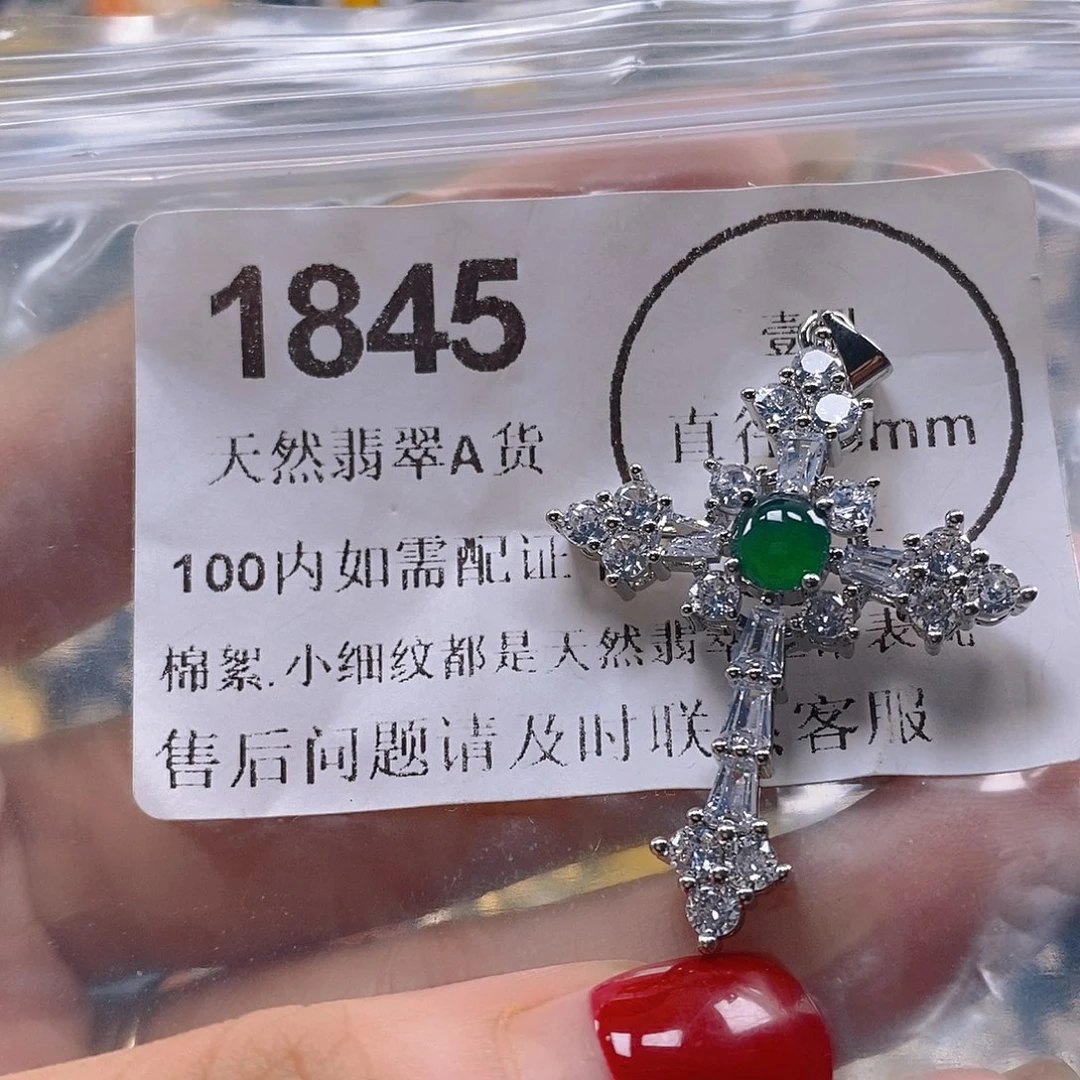 1845
壹
天然翡翠A货
直径 mm
100内如需配证
棉絮.小细纹都是天然翡翠 表现
售后问题请及时联 客服